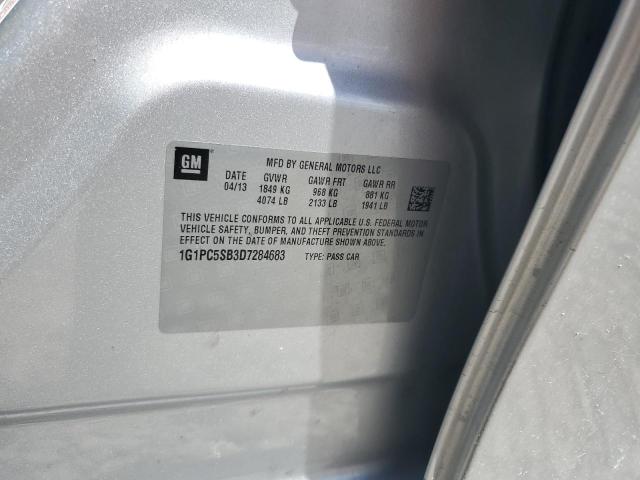 GM
MFD BY GENERAL MOTORS LLC
DATE GVWR GAWR FRT GAWR RR
04/13 1849 KG 968 KG 881 KG
4074 LB 2133 LB 1941 LB
THIS VEHICLE CONFORMS TO ALL APPLICABLE U.S. FEDERAL MOTOR
VEHICLE SAFETY, BUMPER, AND THEFT PREVENTION STANDARDS IN
EFFECT ON THE DATE OF MANUFACTURE SHOWN ABOVE.
1G1PC5SB3D7284683 TYPE: PASS CAR